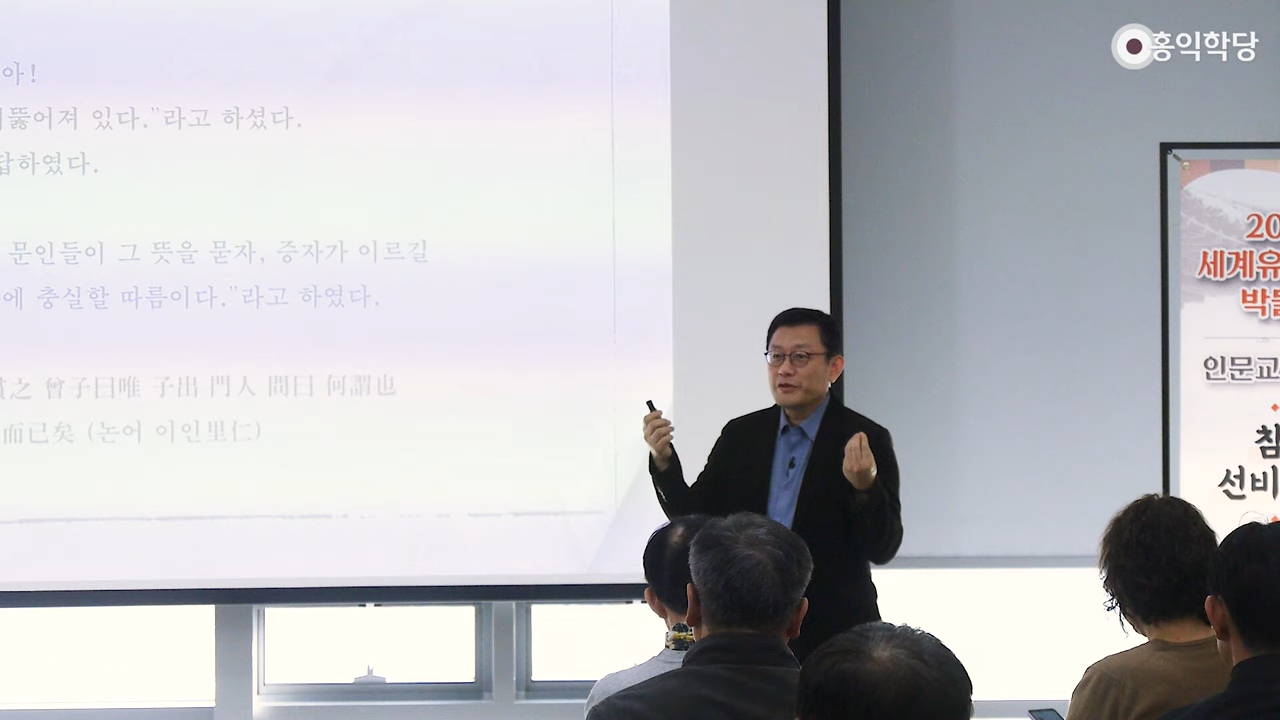 홍익학당
아!
뚫어져 있다.”라고 하셨다.
답하였다.
문인들이 그 뜻을 묻자, 증자가 이르길
에 충실할 따름이다.”라고 하였다.
之 曾子曰唯 子出 門人 問曰 何謂也
而已矣 (논어 이인里仁)
20
세계유
박물
인문교
참
선비